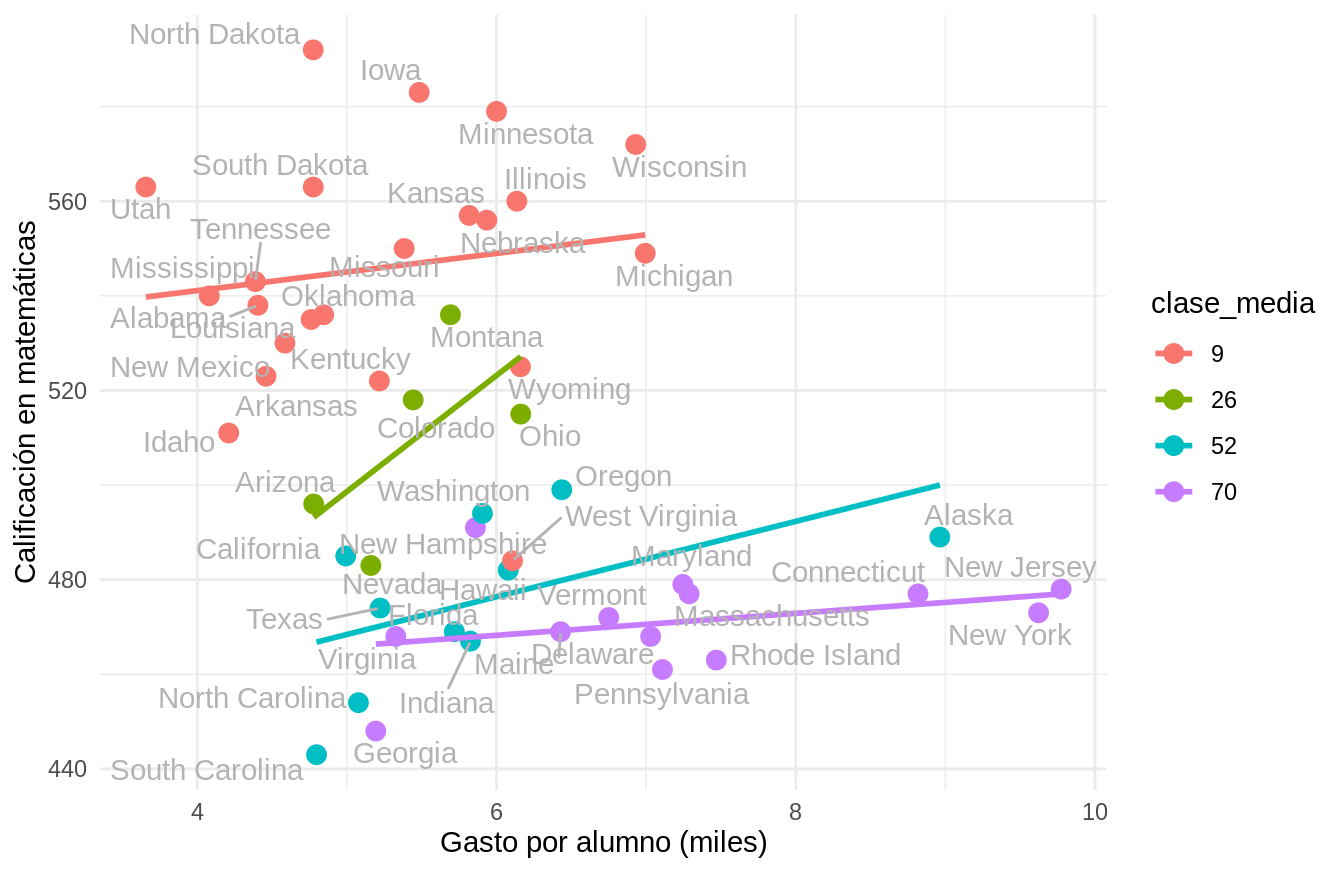 North Dakota
Iowa
Minnesota
South Dakota
Wisconsin
Illinois
Kansas
Utah
Tennessee
Nebraska
Mississippi
Missouri
Michigan
Oklahoma
Alabama
Louisiana
Montana
New Mexico
Kentucky
Wyoming
Arkansas
Colorado
Ohio
Idaho
Arizona
Washington
Oregon
West Virginia
Alaska
California
New Hampshire
Maryland
Connecticut
New Jersey
Nevada
Hawaii
Vermont
Texas
Florida
Massachusetts
New York
Virginia
Maine
Delaware
Rhode Island
North Carolina
Indiana
Pennsylvania
Georgia
South Carolina
560
520
480
440
4
6
8
10
Gasto por alumno (miles)
Calificación en matemáticas
clase_media
9
26
52
70